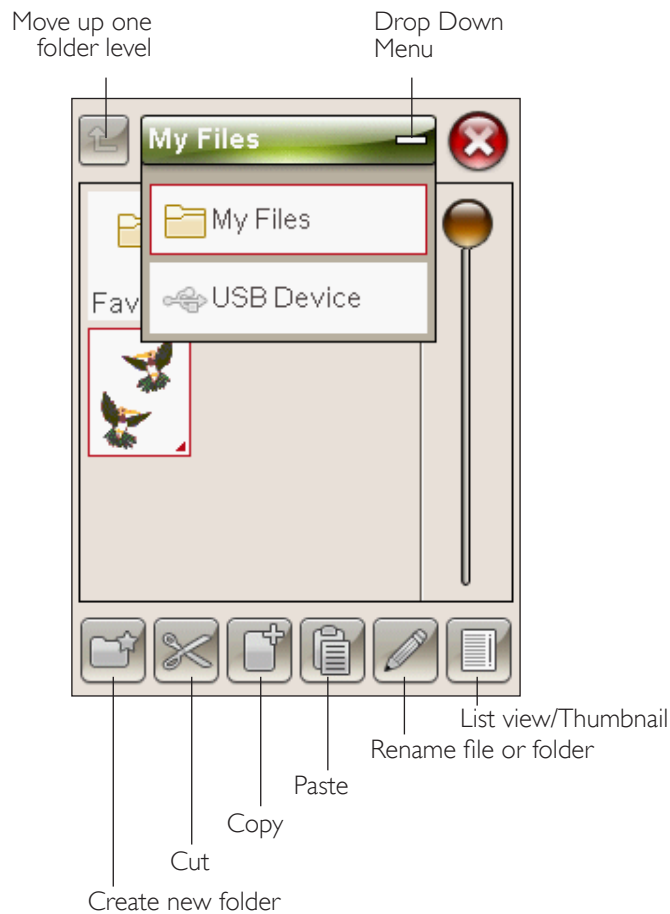 Move up one
folder level
Drop Down
Menu
My Files
My Files
Fav
USB Device
List view/Thumbnail
Rename file or folder
Paste
Copy
Cut
Create new folder